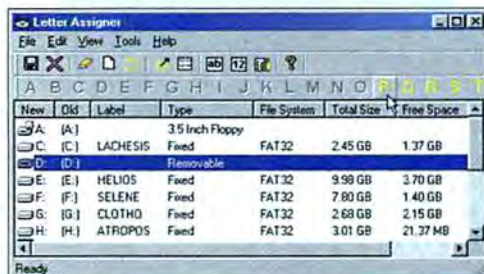 Letter Assigner
File Edit View Tools Help
ab 12
A B C D E F G H I J K L M N O P Q R S T
New Old Label Type File System Total Size Free Space
A: (A:) 3.5 Inch Floppy
C: (C:) LACHESIS Fixed FAT32 2.45 GB 1.37 GB
D: (D:) Removable
E: (E:) HELIOS Fixed FAT32 9.98 GB 3.70 GB
F: (F:) SELENE Fixed FAT32 7.80 GB 1.40 GB
G: (G:) CLOTHO Fixed FAT32 2.68 GB 2.15 GB
H: (H:) ATROPOS Fixed FAT32 3.01 GB 21.37 MB
Ready